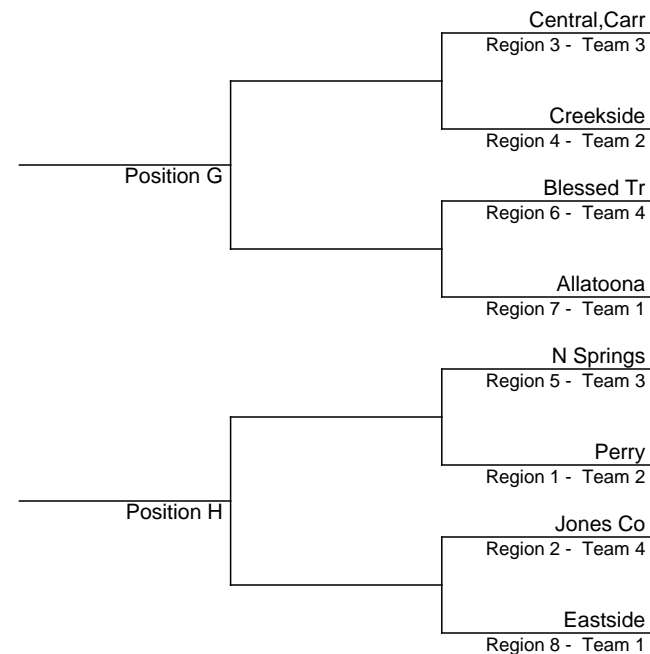 Central,Carr
Region 3 - Team 3
Creekside
Region 4 - Team 2
Position G
Blessed Tr
Region 6 - Team 4
Allatoona
Region 7 - Team 1
N Springs
Region 5 - Team 3
Perry
Region 1 - Team 2
Position H
Jones Co
Region 2 - Team 4
Eastside
Region 8 - Team 1